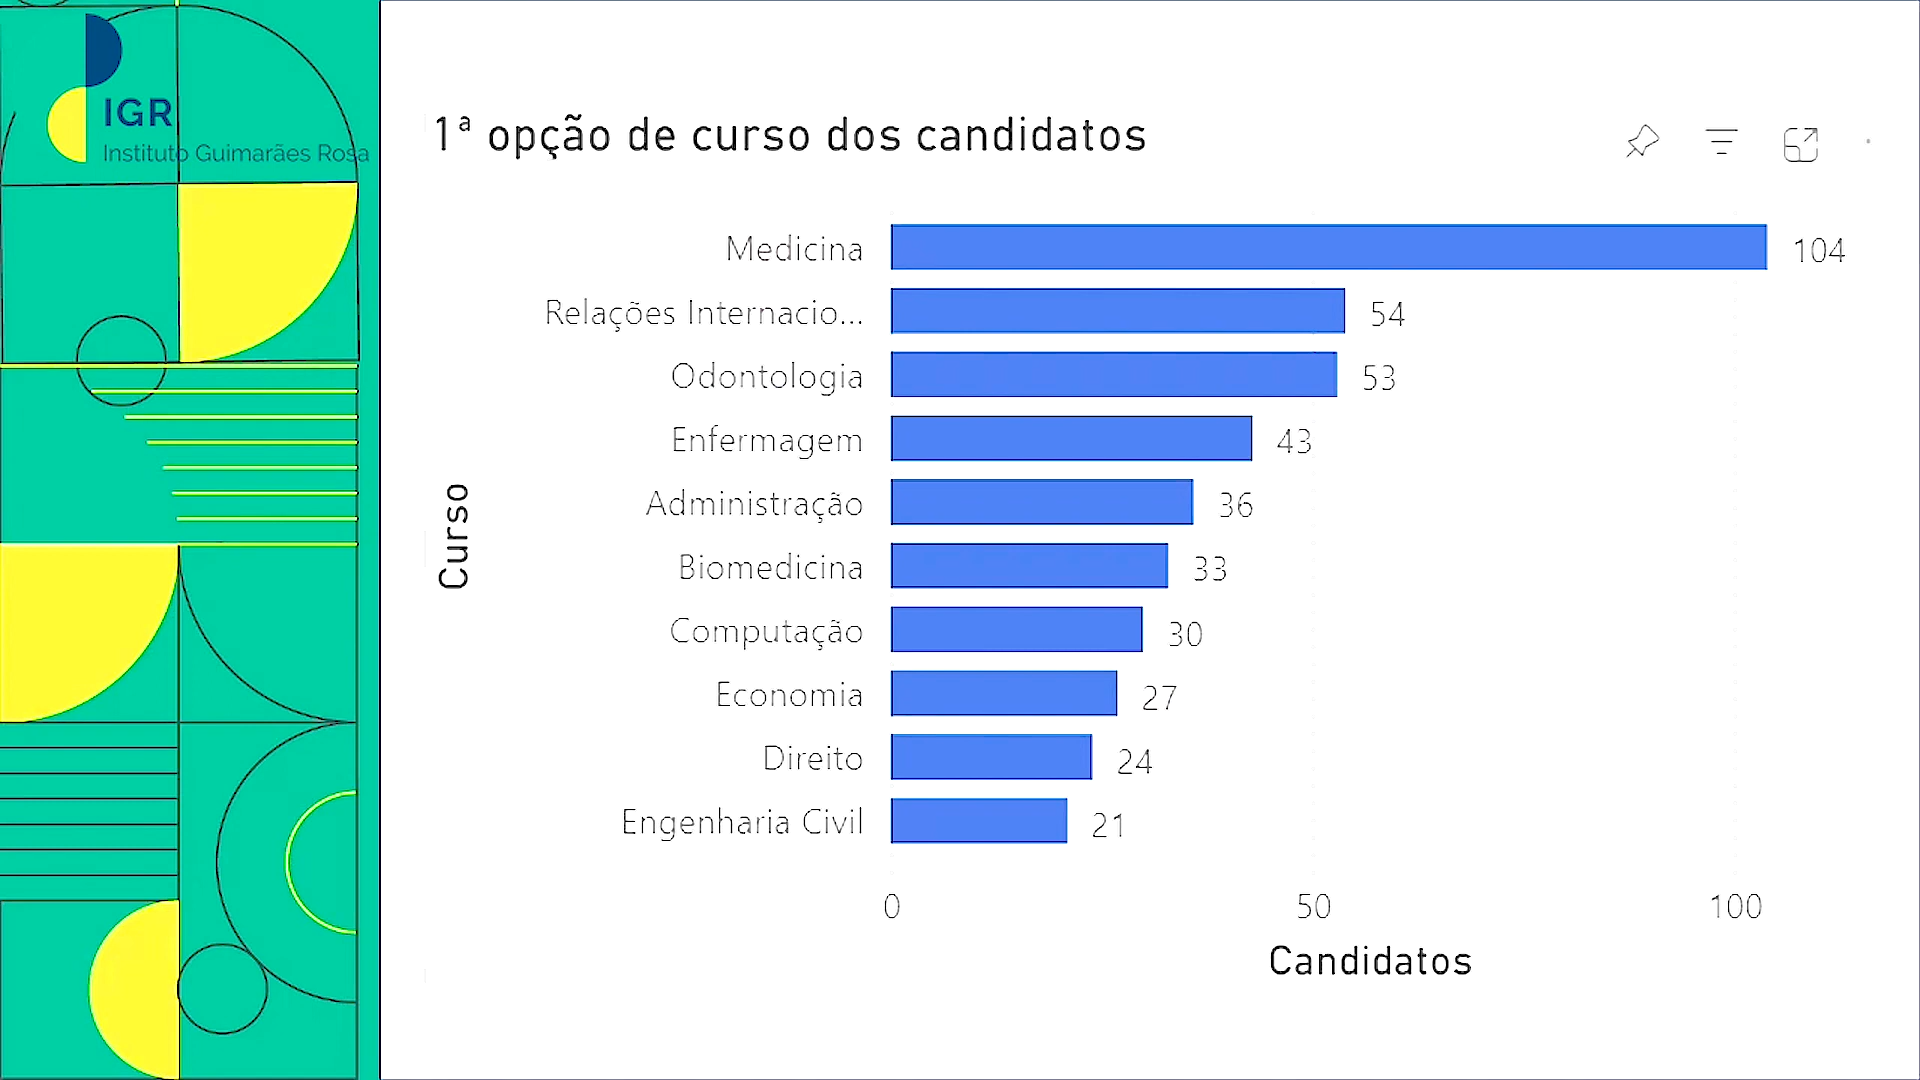 IGR
Instituto Guimarães Rosa
1ª opção de curso dos candidatos
Medicina 104
Relações Internacio... 54
Odontologia 53
Enfermagem 43
Administração 36
Biomedicina 33
Computação 30
Economia 27
Direito 24
Engenharia Civil 21
Curso
0 50 100
Candidatos